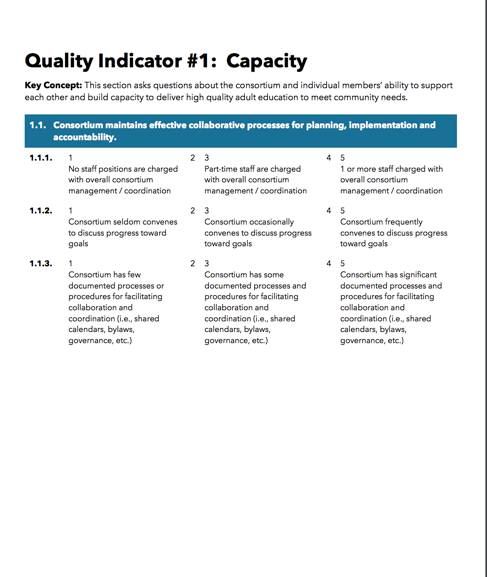 Quality Indicator #1: Capacity
Key Concept: This section asks questions about the consortium and individual members' ability to support
each other and build capacity to deliver high quality adult education to meet community needs.
1.1. Consortium maintains effective collaborative processes for planning, implementation and
accountability.
1.1.1. 1 2 3 4 5
No staff positions are charged Part-time staff are charged 1 or more staff charged with
with overall consortium with overall consortium overall consortium
management / coordination management / coordination management / coordination
1.1.2. 1 2 3 4 5
Consortium seldom convenes Consortium occasionally Consortium frequently
to discuss progress toward convenes to discuss progress convenes to discuss progress
goals toward goals toward goals
1.1.3. 1 2 3 4 5
Consortium has few Consortium has some Consortium has significant
documented processes or documented processes and documented processes and
procedures for facilitating procedures for facilitating procedures for facilitating
collaboration and collaboration and collaboration and
coordination (i.e., shared coordination (i.e., shared coordination (i.e., shared
calendars, bylaws, calendars, bylaws, calendars, bylaws,
governance, etc.) governance, etc.) governance, etc.)